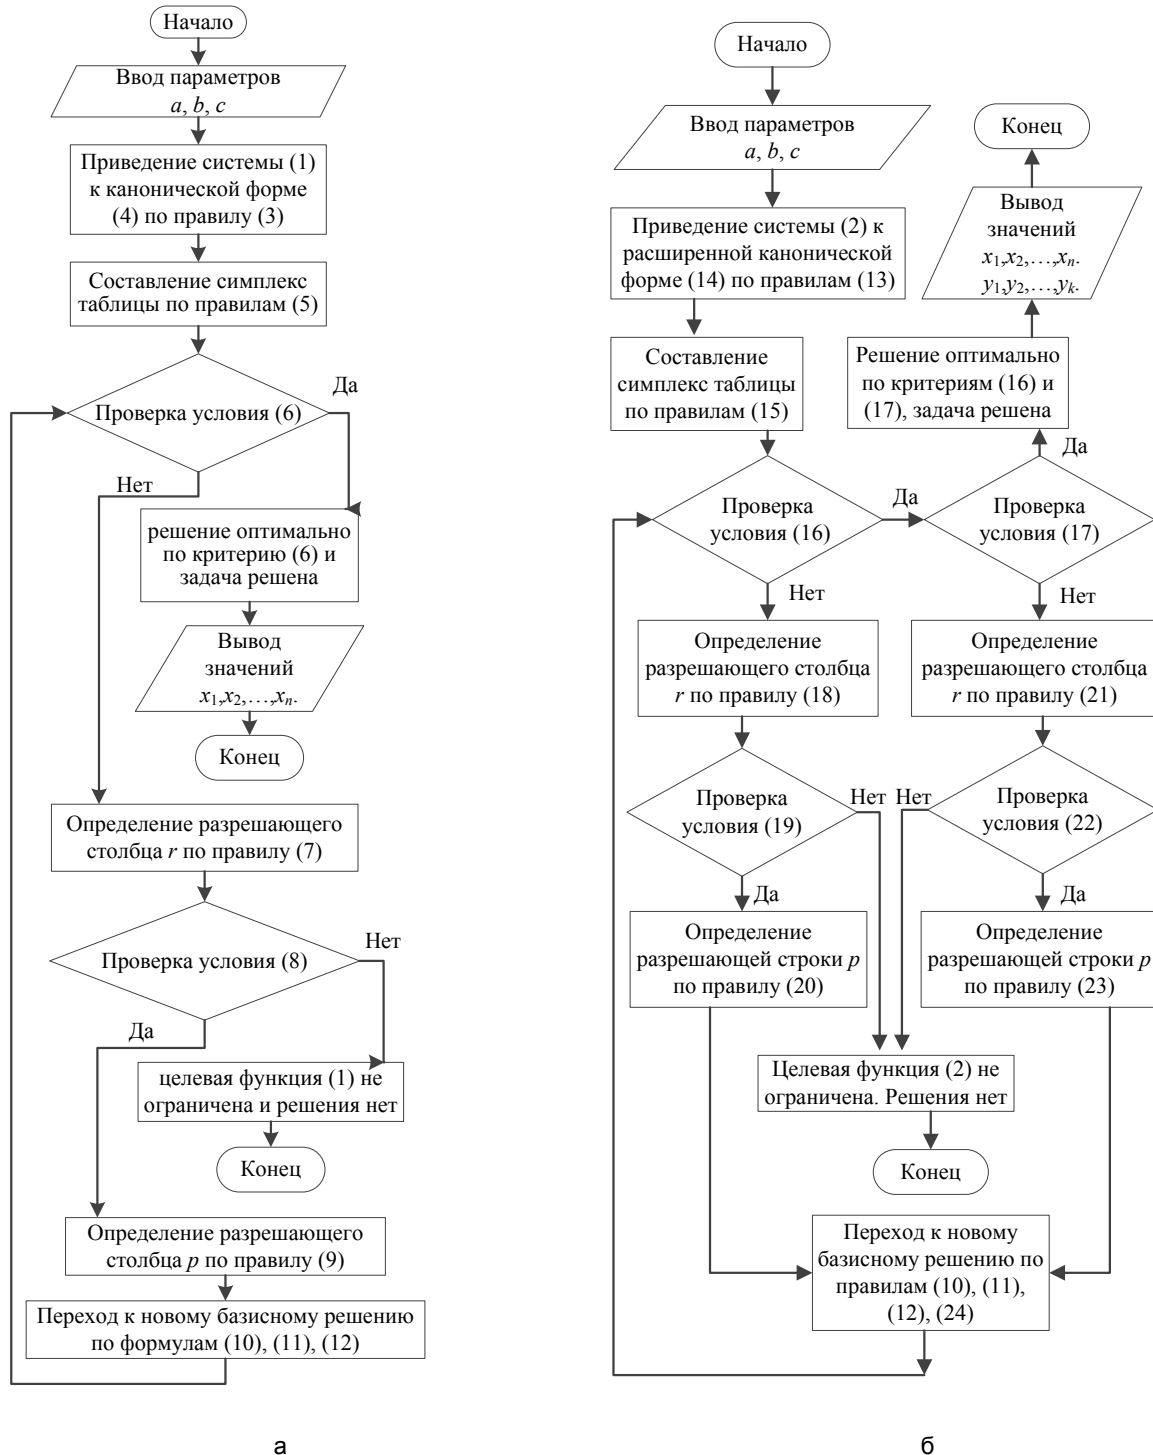 Начало
Ввод параметров
a, b, c
Приведение системы (1)
к канонической форме
(4) по правилу (3)
Составление симплекс
таблицы по правилам (5)
Проверка условия (6)
Да
Нет
решение оптимально
по критерию (6) и
задача решена
Вывод
значений
x₁,x₂,…,xₙ.
Конец
Определение разрешающего
столбца r по правилу (7)
Проверка условия (8)
Нет
Да
целевая функция (1) не
ограничена и решения нет
Конец
Определение разрешающего
столбца p по правилу (9)
Переход к новому базисному решению
по формулам (10), (11), (12)
а
Начало
Ввод параметров
a, b, c
Приведение системы (2) к
расширенной канонической
форме (14) по правилам (13)
Составление
симплекс таблицы
по правилам (15)
Проверка
условия (16)
Да
Проверка
условия (17)
Да
Решение оптимально
по критериям (16) и
(17), задача решена
Вывод
значений
x₁,x₂,…,xₙ.
y₁,y₂,…,yₖ.
Конец
Нет
Определение
разрешающего столбца
r по правилу (18)
Нет
Определение
разрешающего столбца
r по правилу (21)
Проверка
условия (19)
Нет
Нет
Проверка
условия (22)
Да
Определение
разрешающей строки p
по правилу (20)
Да
Определение
разрешающей строки p
по правилу (23)
Целевая функция (2) не
ограничена. Решения нет
Конец
Переход к новому
базисному решению по
правилам (10), (11),
(12), (24)
б